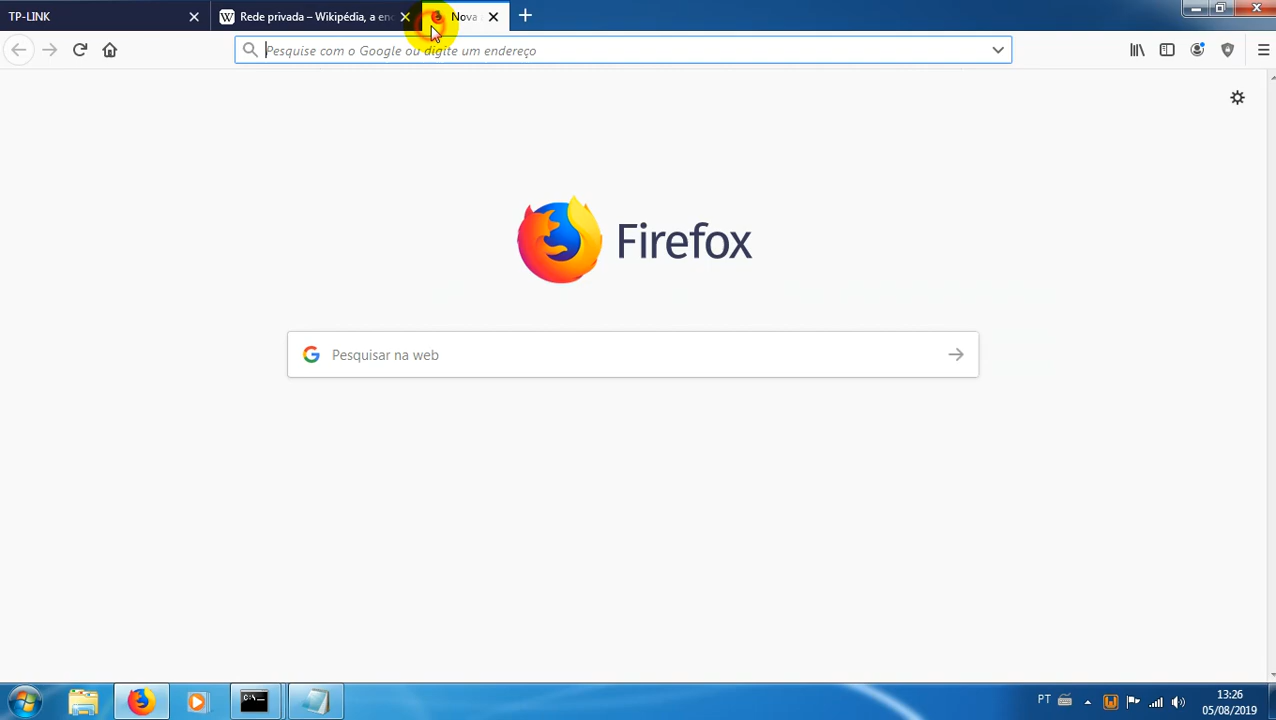 TP-LINK
Rede privada – Wikipédia, a en
Nova
Pesquise com o Google ou digite um endereço
Firefox
Pesquisar na web
C:\
PT
13:26
05/08/2019